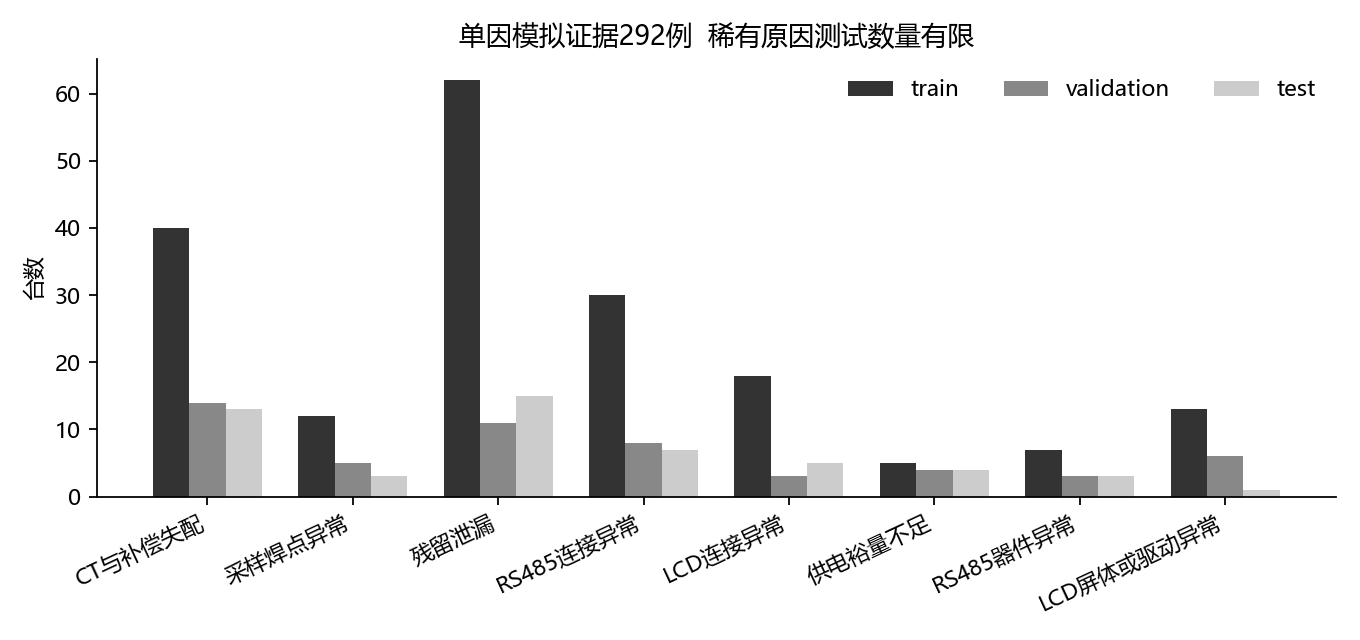 单因模拟证据292例 稀有原因测试数量有限
train validation test
台数
60
50
40
30
20
10
0
CT与补偿失配
采样焊点异常
残留泄漏
RS485连接异常
LCD连接异常
供电裕量不足
RS485器件异常
LCD屏体或驱动异常